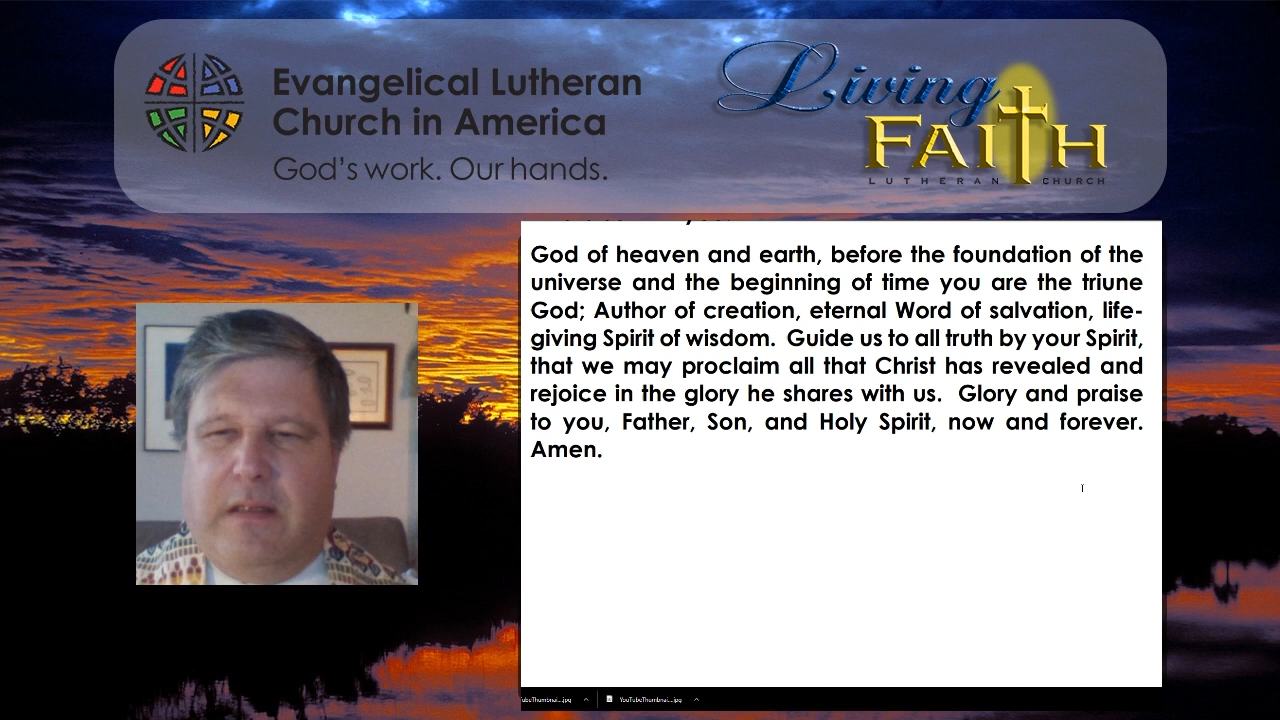 Evangelical Lutheran
Church in America
God's work. Our hands.
Living
FAITH
LUTHERAN CHURCH
God of heaven and earth, before the foundation of the
universe and the beginning of time you are the triune
God; Author of creation, eternal Word of salvation, life-
giving Spirit of wisdom.  Guide us to all truth by your Spirit,
that we may proclaim all that Christ has revealed and
rejoice in the glory he shares with us.  Glory and praise
to you, Father, Son, and Holy Spirit, now and forever.
Amen.
ubeThumbnai....jpg YouTubeThumbnai....jpg